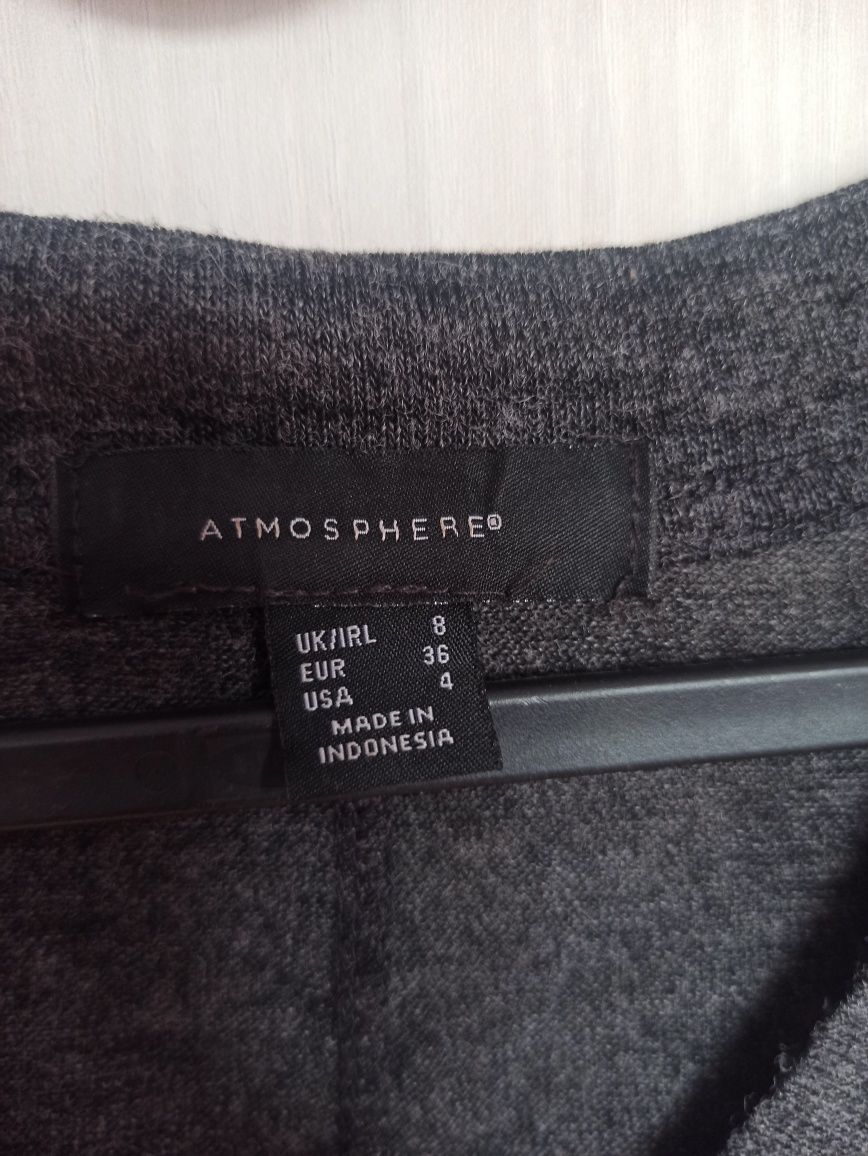 ATMOSPHERE®
UK/IRL 8
EUR 36
USA 4
MADE IN
INDONESIA